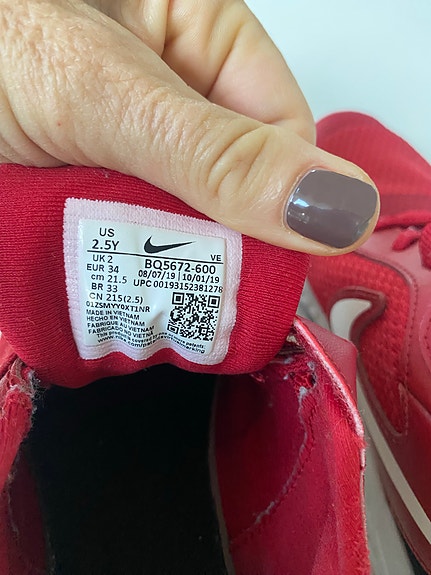 US
2.5Y
VE
UK 2
BQ5672-600
EUR 34
08/07/19 | 10/01/19
cm 21.5
UPC 00193152381278
BR 33
CN 215(2.5)
01ZSMYY0XT1NR
MADE IN VIETNAM
HECHO EN VIETNAM
FABRIQUE AU VIETNAM
FABRICADO NO VIETNAM